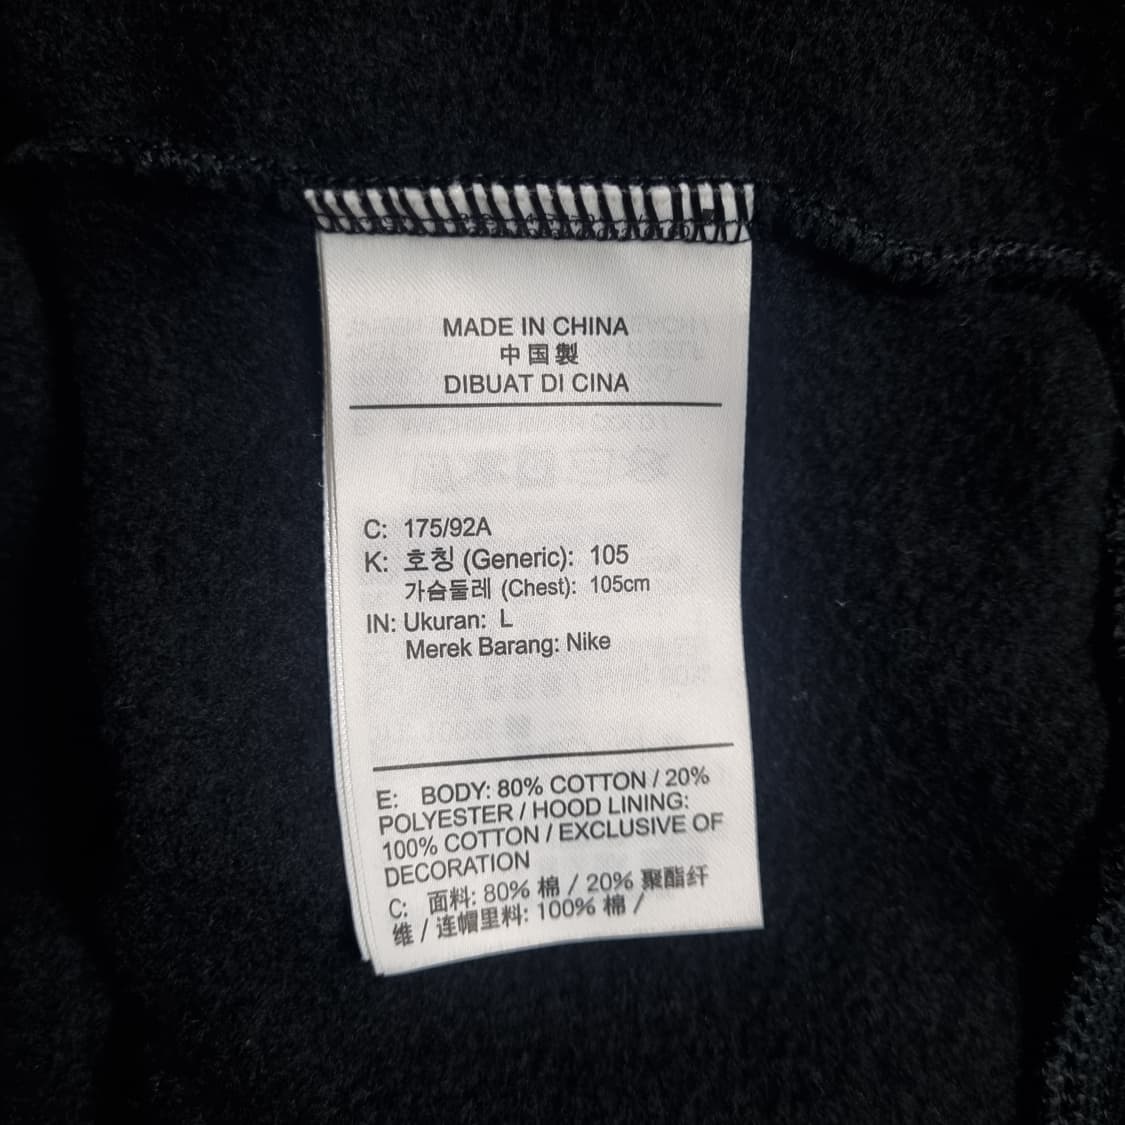 MADE IN CHINA
中国製
DIBUAT DI CINA
C: 175/92A
K: 호칭 (Generic): 105
가슴둘레 (Chest): 105cm
IN: Ukuran: L
Merek Barang: Nike
E: BODY: 80% COTTON / 20%
POLYESTER / HOOD LINING:
100% COTTON / EXCLUSIVE OF
DECORATION
C: 面料: 80% 棉 / 20% 聚酯纤
维 / 连帽里料: 100% 棉 /